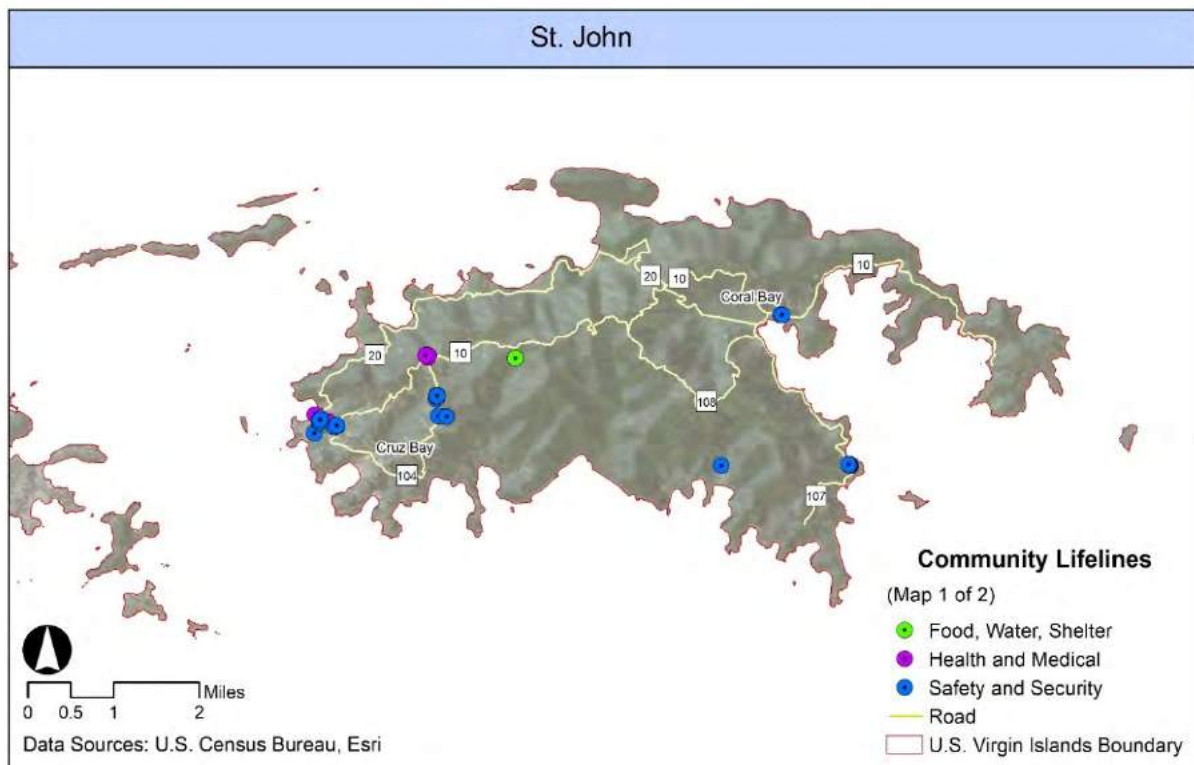 St. John
10
20
10
Coral Bay
20
10
108
Cruz Bay
104
107
Community Lifelines
(Map 1 of 2)
Food, Water, Shelter
Health and Medical
Safety and Security
Road
U.S. Virgin Islands Boundary
Miles
0 0.5 1 2
Data Sources: U.S. Census Bureau, Esri